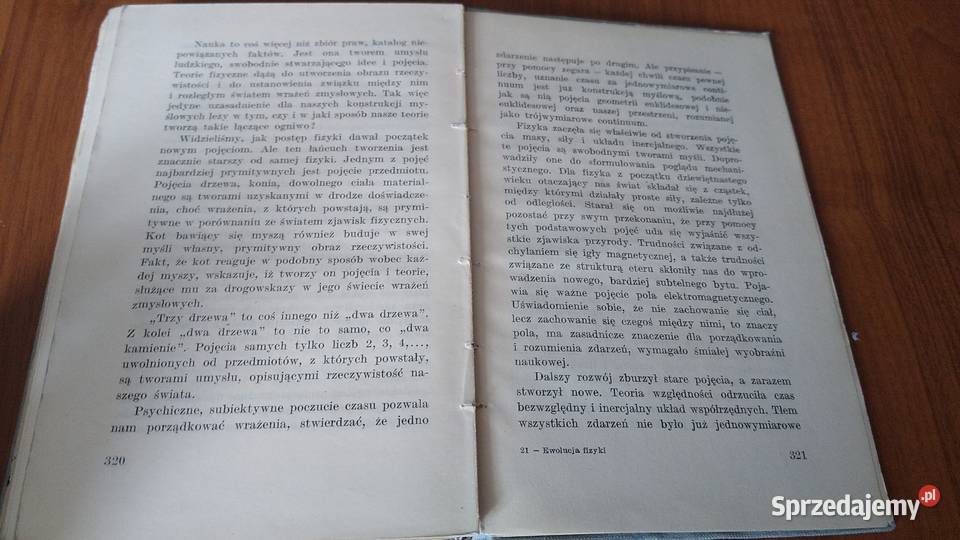 Nauka to coś więcej niż zbiór praw, katalog nie-
powiązanych faktów. Jest ona tworem umysłu
ludzkiego, swobodnie stwarzającego idee i pojęcia.
Teorie fizyczne dążą do utworzenia obrazu rzeczy-
wistości i do ustanowienia związku między nim
i rozległym światem wrażeń zmysłowych. Tak więc
jedyne uzasadnienie dla naszych konstrukcji my-
ślowych leży w tym, czy i w jaki sposób nasze teorie
tworzą takie łączące ogniwo?
Widzieliśmy, jak postęp fizyki dawał początek
nowym pojęciom. Ale ten łańcuch tworzenia jest
znacznie starszy od samej fizyki. Jednym z pojęć
najbardziej prymitywnych jest pojęcie przedmiotu.
Pojęcia drzewa, konia, dowolnego ciała material-
nego są tworami uzyskanymi w drodze doświadcze-
nia, choć wrażenia, z których powstają, są prymi-
tywne w porównaniu ze światem zjawisk fizycznych.
Kot bawiący się myszą również buduje w swej
myśli własny, prymitywny obraz rzeczywistości.
Fakt, że kot reaguje w podobny sposób wobec każ-
dej myszy, wskazuje, iż tworzy on pojęcia i teorie,
służące mu za drogowskazy w jego świecie wrażeń
zmysłowych.
„Trzy drzewa" to coś innego niż „dwa drzewa".
Z kolei „dwa drzewa" to nie to samo, co „dwa
kamienie". Pojęcia samych tylko liczb 2, 3, 4,...,
uwolnionych od przedmiotów, z których powstały,
są tworami umysłu, opisującymi rzeczywistość na-
szego świata.
Psychiczne, subiektywne poczucie czasu pozwala
nam porządkować wrażenia, stwierdzać, że jedno
320
zdarzenie następuje po drugim. Ale przypisanie —
przy pomocy zegara — każdej chwili czasu pewnej
liczby, uznanie czasu za jednowymiarowe conti-
nuum jest już konstrukcją myślową, podobnie
jak są nią pojęcia geometrii euklidesowej i nie-
euklidesowej oraz naszej przestrzeni, rozumianej
jako trójwymiarowe continuum.
Fizyka zaczęła się właściwie od stworzenia poję-
cia masy, siły i układu inercjalnego. Wszystkie
te pojęcia są swobodnymi tworami myśli. Dopro-
wadziły one do sformułowania poglądu mechani-
stycznego. Dla fizyka z początku dziewiętnastego
wieku otaczający nas świat składał się z cząstek,
między którymi działały proste siły, zależne tylko
od odległości. Starał się on możliwie najdłużej
pozostać przy swym przekonaniu, że przy pomocy
tych podstawowych pojęć uda się wyjaśnić wszy-
stkie zjawiska przyrody. Trudności związane z od-
chylaniem się igły magnetycznej, a także trudności
związane ze strukturą eteru skłoniły nas do wpro-
wadzenia nowego, bardziej subtelnego bytu. Poja-
wia się ważne pojęcie pola elektromagnetycznego.
Uświadomienie sobie, że nie zachowanie się ciał,
lecz zachowanie się czegoś między nimi, to znaczy
pola, ma zasadnicze znaczenie dla porządkowania
i rozumienia zdarzeń, wymagało śmiałej wyobraźni
naukowej.
Dalszy rozwój zburzył stare pojęcia, a zarazem
stworzył nowe. Teoria względności odrzuciła czas
bezwzględny i inercjalny układ współrzędnych. Tłem
wszystkich zdarzeń nie było już jednowymiarowe
21 — Ewolucja fizyki
321
Sprzedajemy.pl